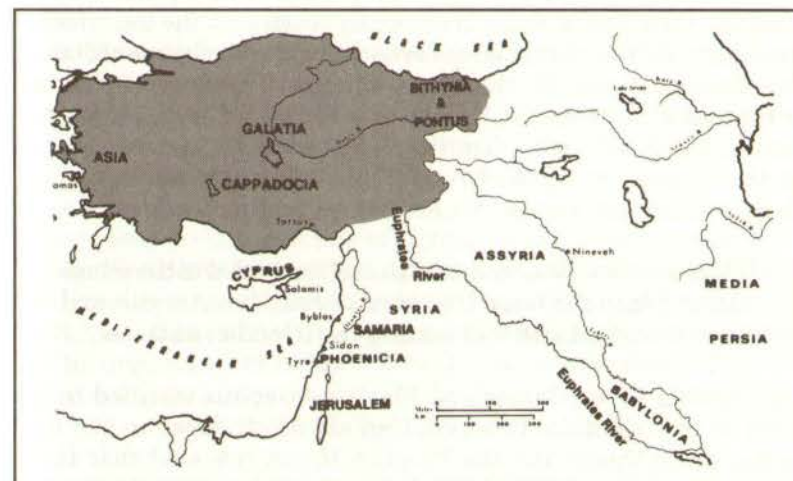 BLACK SEA
BITHYNIA
&
PONTUS
GALATIA
ASIA
CAPPADOCIA
Tarsus
Euphrates
River
ASSYRIA
Nineveh
MEDIA
CYPRUS
Salamis
SYRIA
Byblos
SAMARIA
PERSIA
MEDITERRANEAN SEA
Sidon
Tyre
PHOENICIA
JERUSALEM
Miles
Euphrates River
BABYLONIA